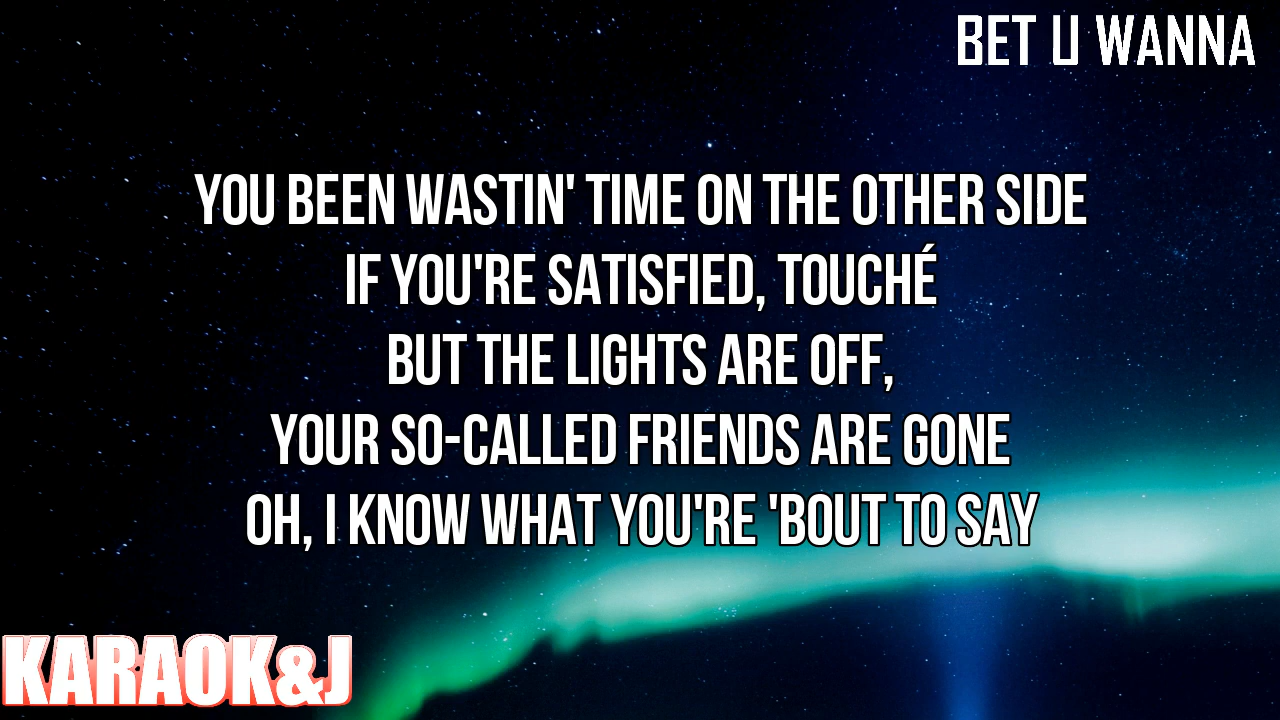 BET U WANNA
YOU BEEN WASTIN' TIME ON THE OTHER SIDE
IF YOU'RE SATISFIED, TOUCHÉ
BUT THE LIGHTS ARE OFF,
YOUR SO-CALLED FRIENDS ARE GONE
OH, I KNOW WHAT YOU'RE 'BOUT TO SAY
KARAOK&J